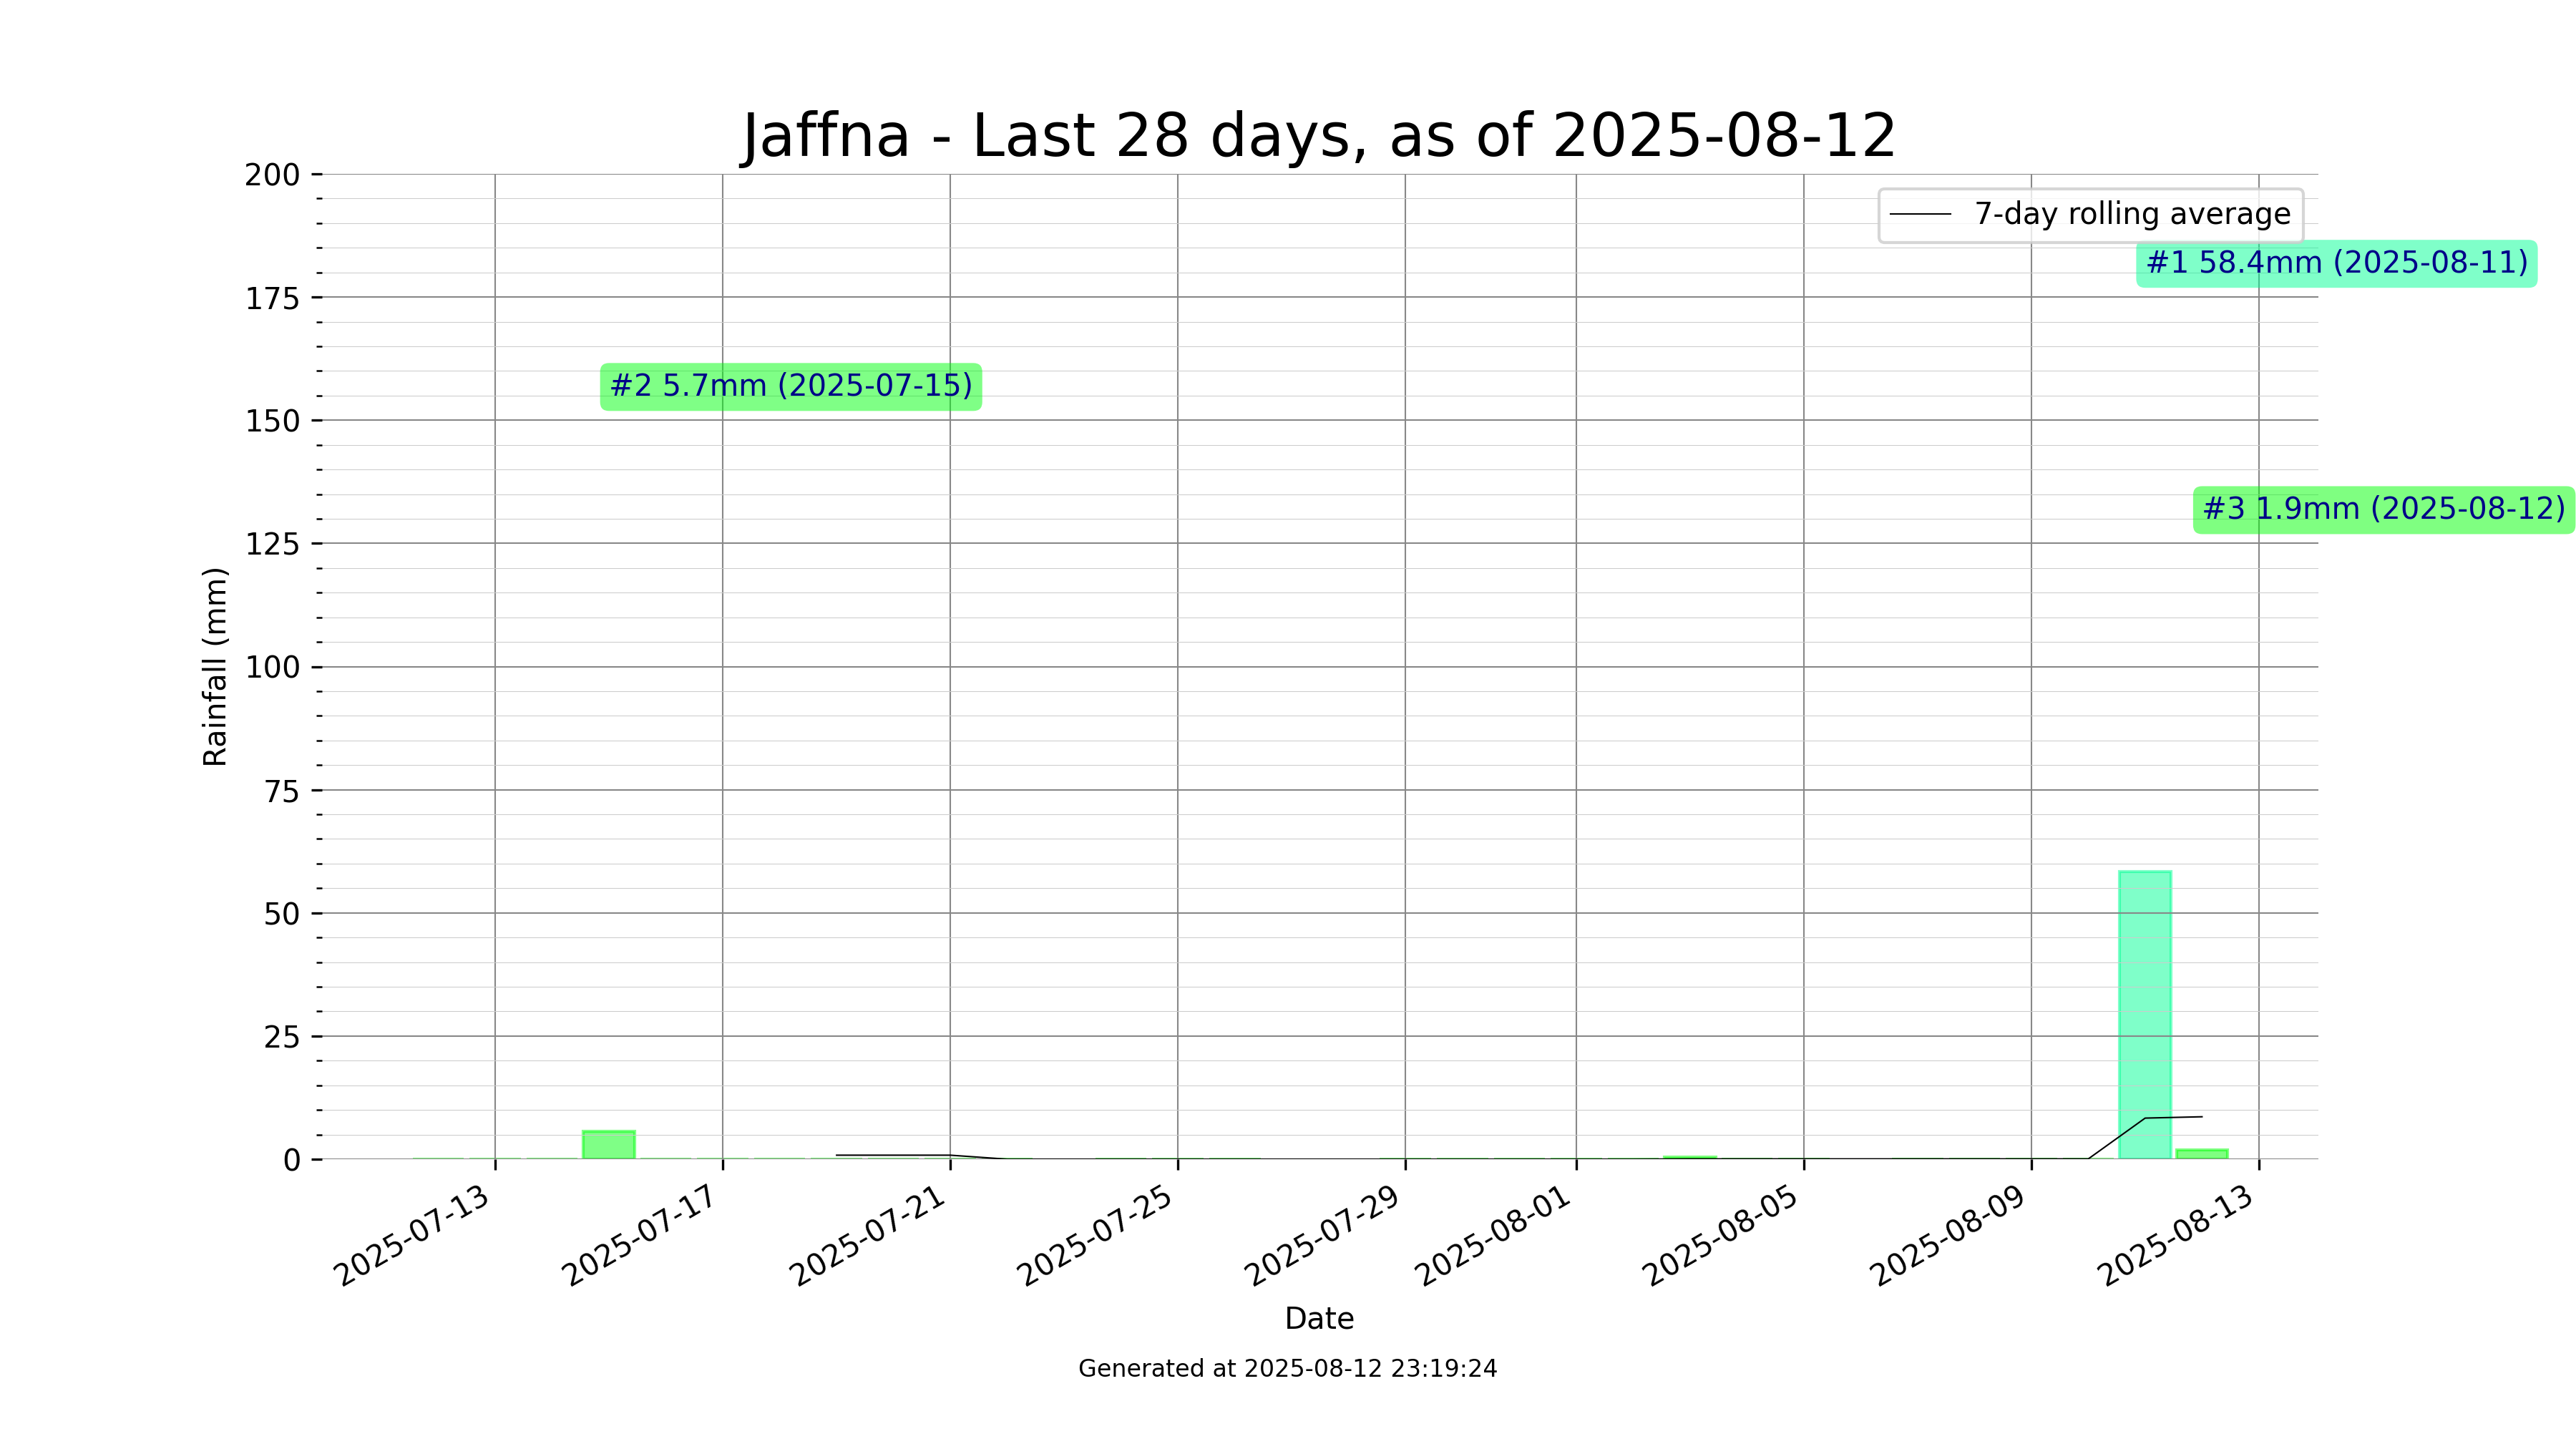 Jaffna - Last 28 days, as of 2025-08-12
200
175
150
125
100
75
50
25
0
Rainfall (mm)
7-day rolling average
#1 58.4mm (2025-08-11)
#2 5.7mm (2025-07-15)
#3 1.9mm (2025-08-12)
2025-07-13
2025-07-17
2025-07-21
2025-07-25
2025-07-29
2025-08-01
2025-08-05
2025-08-09
2025-08-13
Date
Generated at 2025-08-12 23:19:24